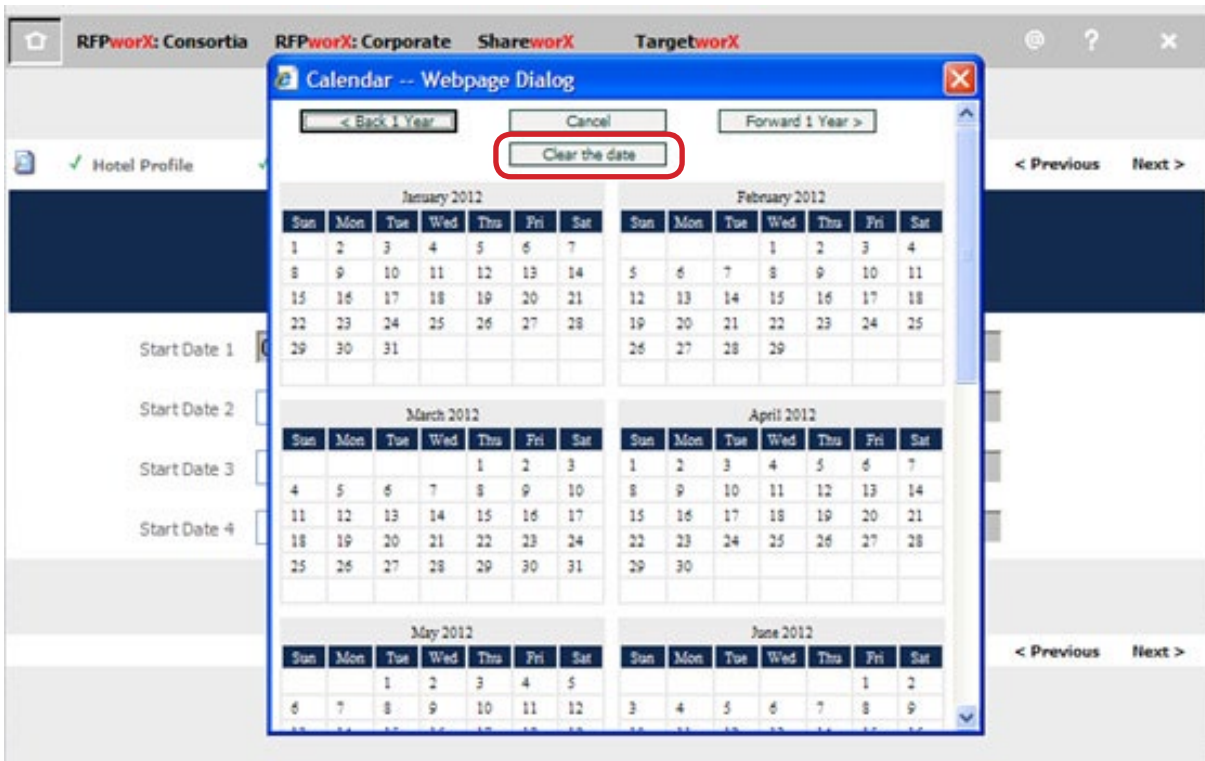 RFPworX: Consortia RFPworX: Corporate ShareworX TargetworX @ ? ×
Calendar -- Webpage Dialog
< Back 1 Year Cancel Forward 1 Year >
Clear the date
✓ Hotel Profile < Previous Next >
January 2012
Sun Mon Tue Wed Thu Fri Sat
1 2 3 4 5 6 7
8 9 10 11 12 13 14
15 16 17 18 19 20 21
22 23 24 25 26 27 28
29 30 31
February 2012
Sun Mon Tue Wed Thu Fri Sat
1 2 3 4
5 6 7 8 9 10 11
12 13 14 15 16 17 18
19 20 21 22 23 24 25
26 27 28 29
Start Date 1
Start Date 2
March 2012
Sun Mon Tue Wed Thu Fri Sat
1 2 3
4 5 6 7 8 9 10
11 12 13 14 15 16 17
18 19 20 21 22 23 24
25 26 27 28 29 30 31
April 2012
Sun Mon Tue Wed Thu Fri Sat
1 2 3 4 5 6 7
8 9 10 11 12 13 14
15 16 17 18 19 20 21
22 23 24 25 26 27 28
29 30
Start Date 3
Start Date 4
May 2012
Sun Mon Tue Wed Thu Fri Sat
1 2 3 4 5
6 7 8 9 10 11 12
June 2012
Sun Mon Tue Wed Thu Fri Sat
1 2
3 4 5 6 7 8 9
< Previous Next >